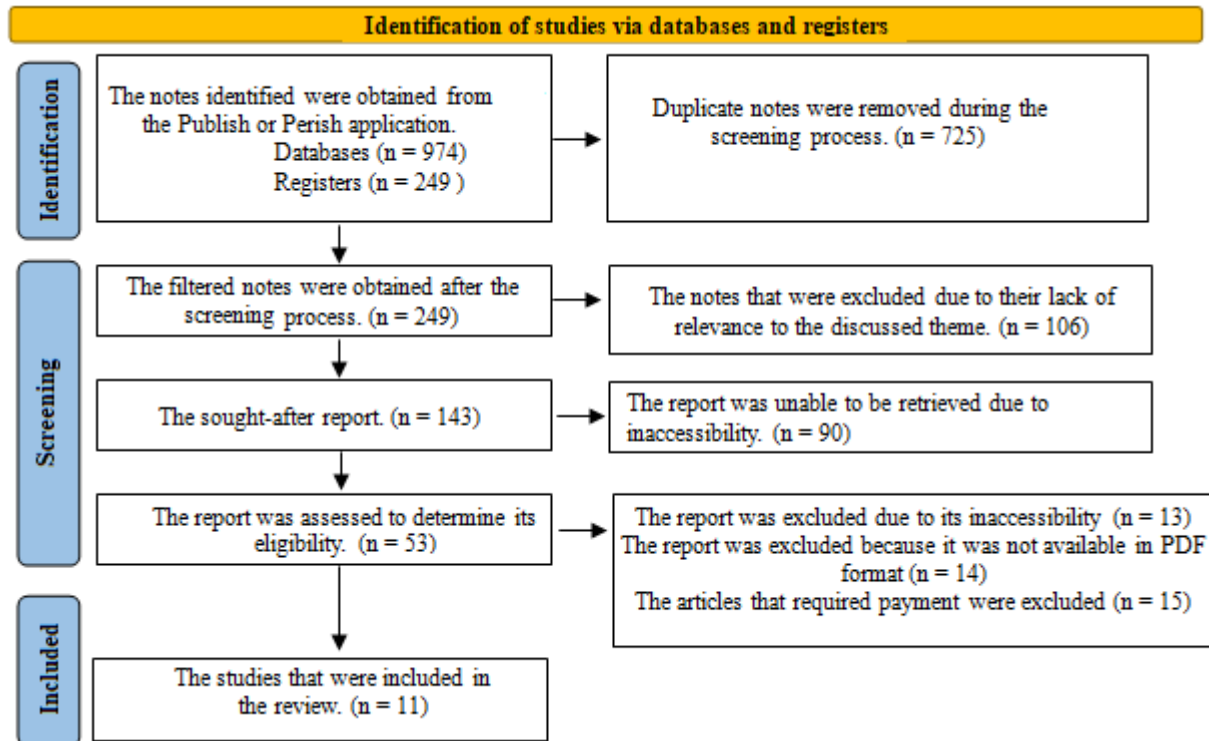 Identification of studies via databases and registers
Identification
The notes identified were obtained from
the Publish or Perish application.
Databases (n = 974)
Registers (n = 249 )
Duplicate notes were removed during the
screening process. (n = 725)
Screening
The filtered notes were obtained after the
screening process. (n = 249)
The notes that were excluded due to their lack of
relevance to the discussed theme. (n = 106)
The sought-after report. (n = 143)
The report was unable to be retrieved due to
inaccessibility. (n = 90)
The report was assessed to determine its
eligibility. (n = 53)
The report was excluded due to its inaccessibility (n = 13)
The report was excluded because it was not available in PDF
format (n = 14)
The articles that required payment were excluded (n = 15)
Included
The studies that were included in
the review. (n = 11)